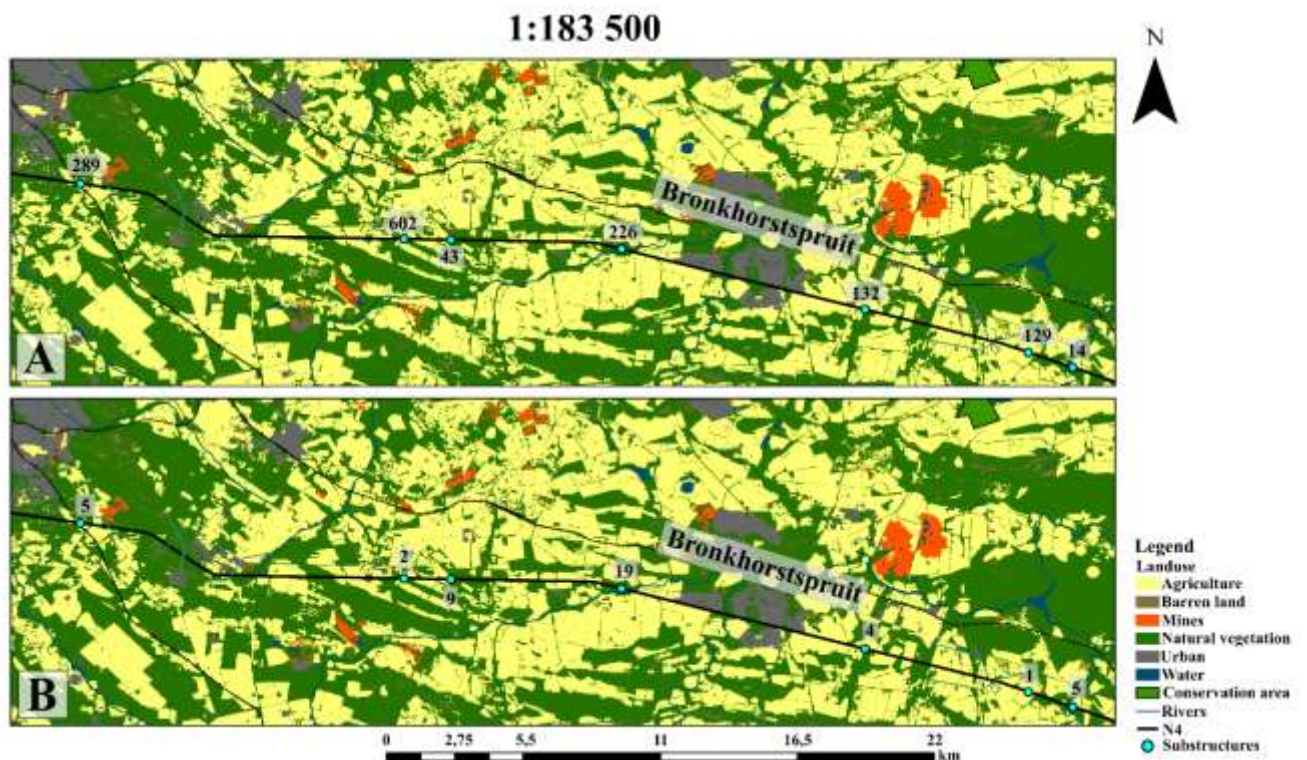 1:183 500
N
289
602
43
226
Bronkhorstspruit
132
129
14
A
5
2
9
19
Bronkhorstspruit
4
1
5
B
Legend
Landuse
Agriculture
Barren land
Mines
Natural vegetation
Urban
Water
Conservation area
Rivers
N4
Substructures
0 2,75 5,5 11 16,5 22
km